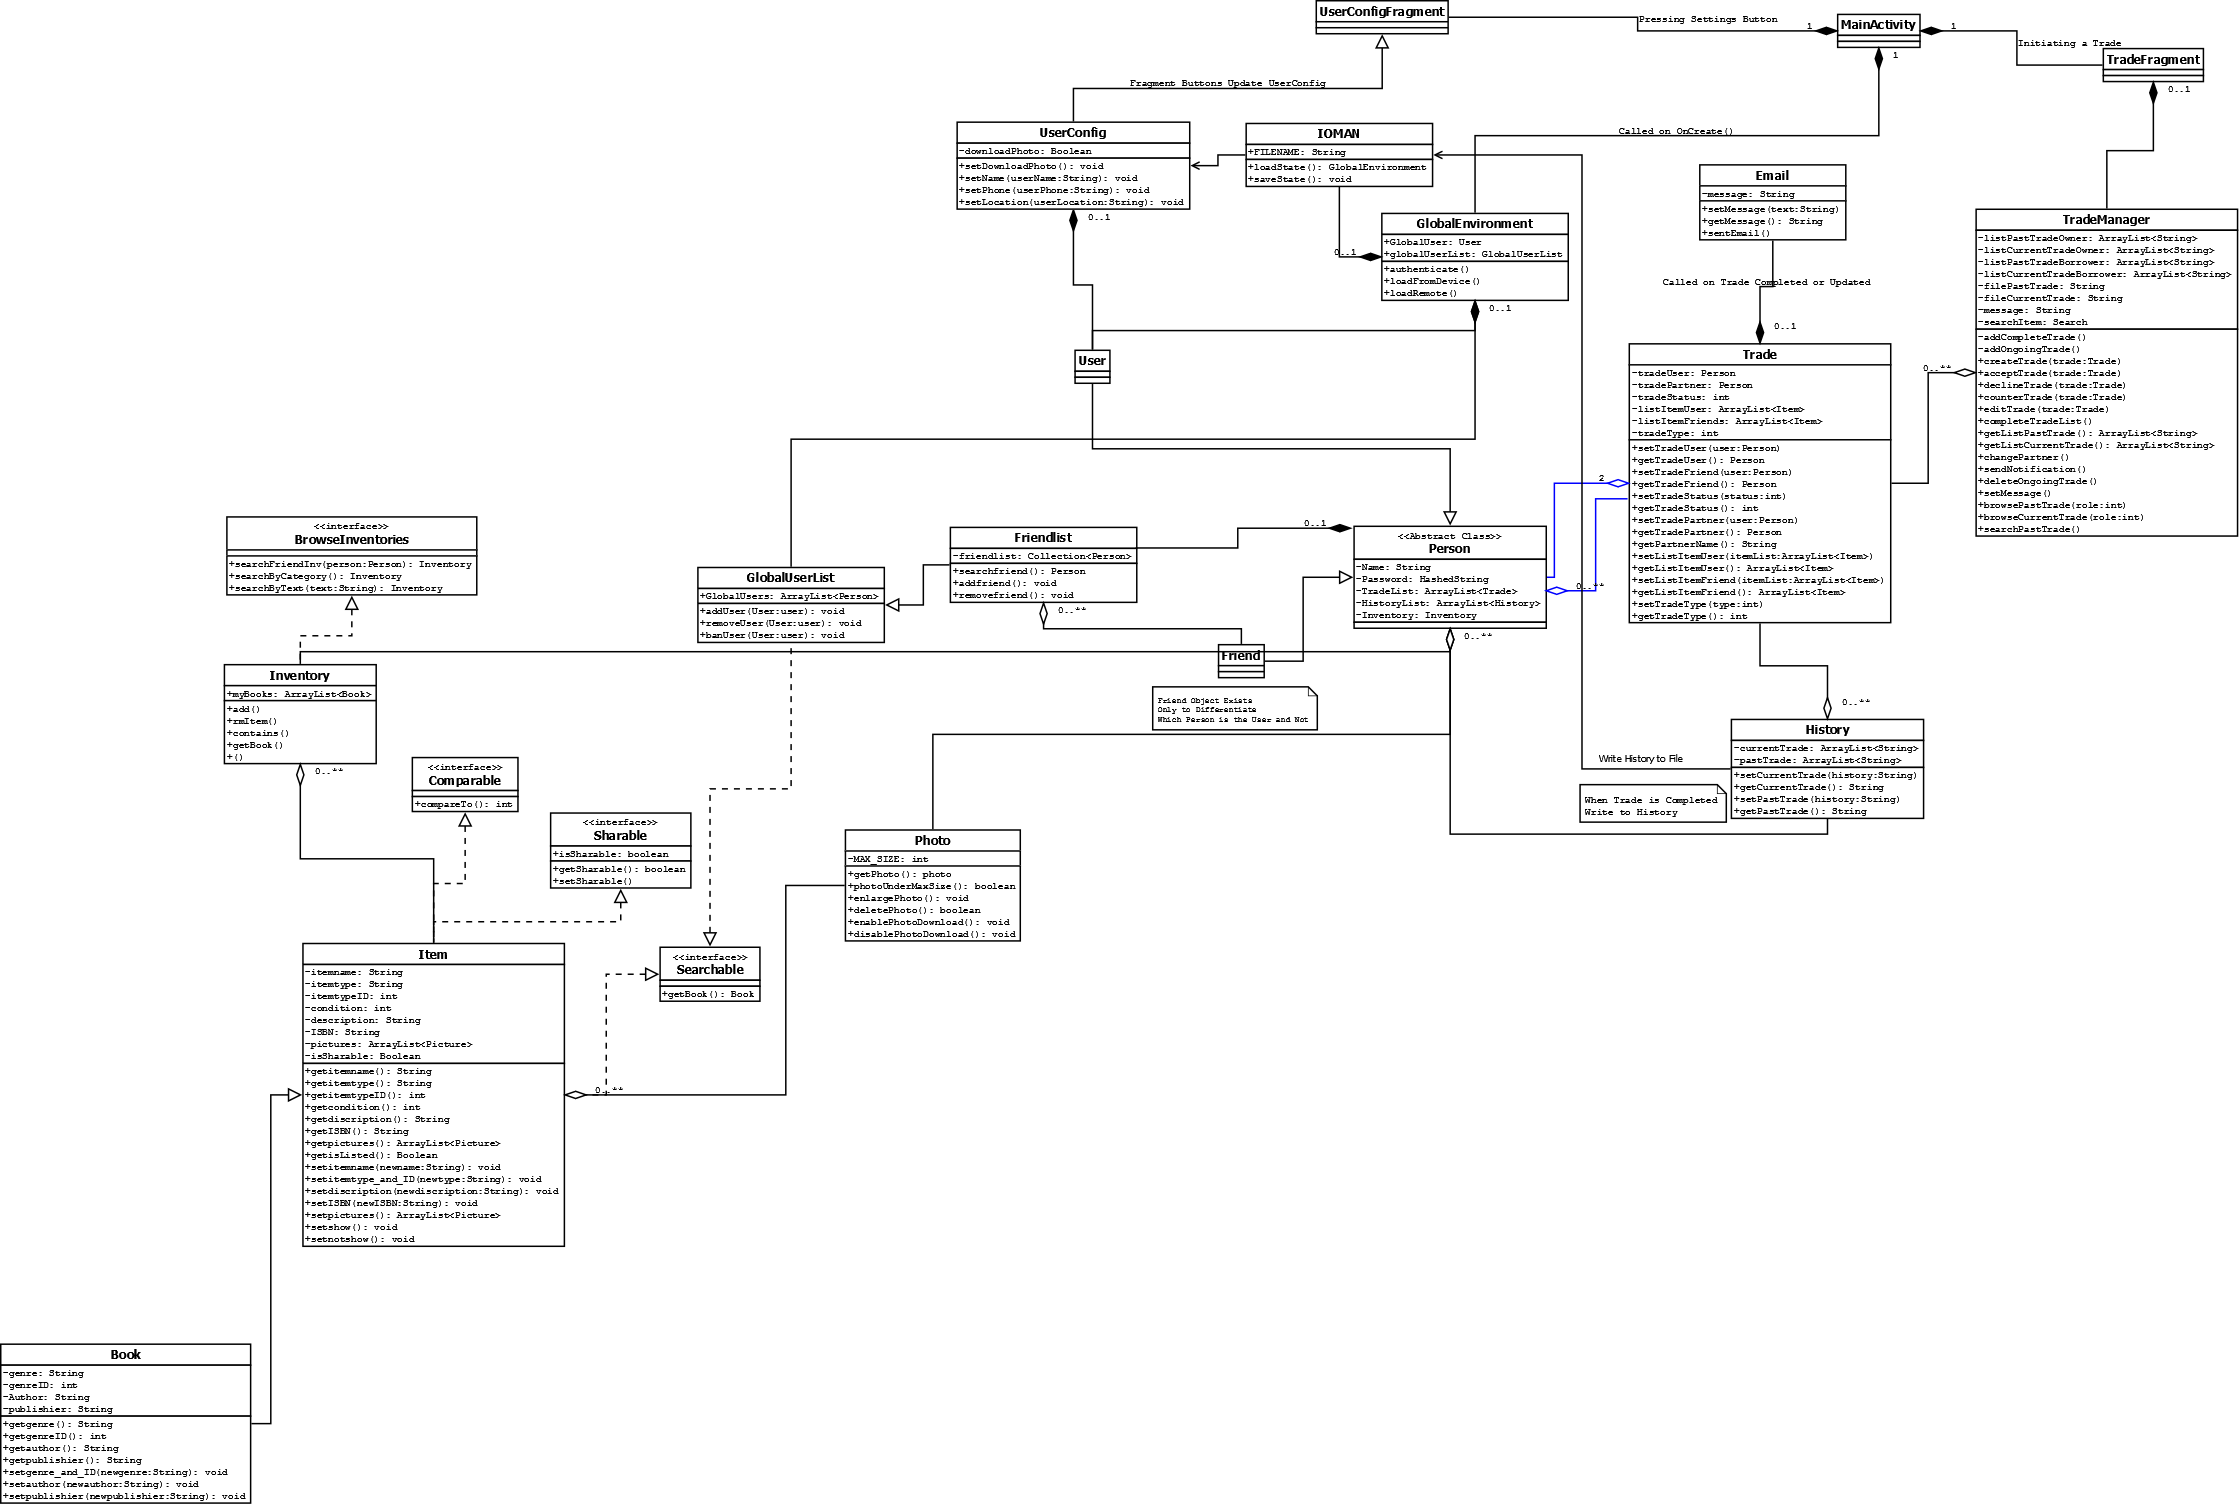 UserConfigFragment
Pressing Settings Button
1
MainActivity
1
1
Initiating a Trade
TradeFragment
0..1
Fragment Buttons Update UserConfig
UserConfig
-downloadPhoto: Boolean
+setDownloadPhoto(): void
+setName(userName:String): void
+setPhone(userPhone:String): void
+setLocation(userLocation:String): void
0..1
IOMAN
+FILENAME: String
+loadState(): GlobalEnvironment
+saveState(): void
Called on OnCreate()
GlobalEnvironment
+GlobalUser: User
+globalUserList: GlobalUserList
+authenticate()
+loadFromDevice()
+loadRemote()
0..1
0..1
Email
-message: String
+setMessage(text:String)
+getMessage(): String
+sentEmail()
Called on Trade Completed or Updated
0..1
TradeManager
-listPastTradeOwner: ArrayList<String>
-listCurrentTradeOwner: ArrayList<String>
-listPastTradeBorrower: ArrayList<String>
-listCurrentTradeBorrower: ArrayList<String>
-filePastTrade: String
-fileCurrentTrade: String
-message: String
-searchItem: Search
-addCompleteTrade()
-addOngoingTrade()
+createTrade(trade:Trade)
+acceptTrade(trade:Trade)
+declineTrade(trade:Trade)
+counterTrade(trade:Trade)
+editTrade(trade:Trade)
+completeTradeList()
+getListPastTrade(): ArrayList<String>
+getListCurrentTrade(): ArrayList<String>
+changePartner()
+sendNotification()
+deleteOngoingTrade()
+setMessage()
+browsePastTrade(role:int)
+browseCurrentTrade(role:int)
+searchPastTrade()
0..**
User
Trade
-tradeUser: Person
-tradePartner: Person
-tradeStatus: int
-listItemUser: ArrayList<Item>
-listItemFriends: ArrayList<Item>
-tradeType: int
+setTradeUser(user:Person)
+getTradeUser(): Person
+setTradeFriend(user:Person)
+getTradeFriend(): Person
+setTradeStatus(status:int)
+getTradeStatus(): int
+setTradePartner(user:Person)
+getTradePartner(): Person
+getPartnerName(): String
+setListItemUser(itemList:ArrayList<Item>)
+getListItemUser(): ArrayList<Item>
+setListItemFriend(itemList:ArrayList<Item>)
+getListItemFriend(): ArrayList<Item>
+setTradeType(type:int)
+getTradeType(): int
2
0..**
<<interface>>
BrowseInventories
+searchFriendInv(person:Person): Inventory
+searchByCategory(): Inventory
+searchByText(text:String): Inventory
GlobalUserList
+GlobalUsers: ArrayList<Person>
+addUser(User:user): void
+removeUser(User:user): void
+banUser(User:user): void
Friendlist
-friendlist: Collection<Person>
+searchfriend(): Person
+addfriend(): void
+removefriend(): void
0..**
0..1
<<Abstract Class>>
Person
-Name: String
-Password: HashedString
-TradeList: ArrayList<Trade>
-HistoryList: ArrayList<History>
-Inventory: Inventory
0..**
Friend
Friend Object Exists
Only to Differentiate
Which Person is the User and Not
Inventory
+myBooks: ArrayList<Book>
+add()
+rmItem()
+contains()
+getBook()
+()
0..**
0..**
History
-currentTrade: ArrayList<String>
-pastTrade: ArrayList<String>
+setCurrentTrade(history:String)
+getCurrentTrade(): String
+setPastTrade(history:String)
+getPastTrade(): String
Write History to File
When Trade is Completed
Write to History
<<interface>>
Comparable
+compareTo(): int
<<interface>>
Sharable
+isSharable: boolean
+getSharable(): boolean
+setSharable()
Photo
-MAX_SIZE: int
+getPhoto(): photo
+photoUnderMaxSize(): boolean
+enlargePhoto(): void
+deletePhoto(): boolean
+enablePhotoDownload(): void
+disablePhotoDownload(): void
<<interface>>
Searchable
+getBook(): Book
Item
-itemname: String
-itemtype: String
-itemtypeID: int
-condition: int
-description: String
-ISBN: String
-pictures: ArrayList<Picture>
-isSharable: Boolean
+getitemname(): String
+getitemtype(): String
+getitemtypeID(): int
+getcondition(): int
+getdiscription(): String
+getISBN(): String
+getpictures(): ArrayList<Picture>
+getisListed(): Boolean
+setitemname(newname:String): void
+setitemtype_and_ID(newtype:String): void
+setdiscription(newdiscription:String): void
+setISBN(newISBN:String): void
+setpictures(): ArrayList<Picture>
+setshow(): void
+setnotshow(): void
0..**
Book
-genre: String
-genreID: int
-Author: String
-publishier: String
+getgenre(): String
+getgenreID(): int
+getauthor(): String
+getpublishier(): String
+setgenre_and_ID(newgenre:String): void
+setauthor(newauthor:String): void
+setpublishier(newpublishier:String): void